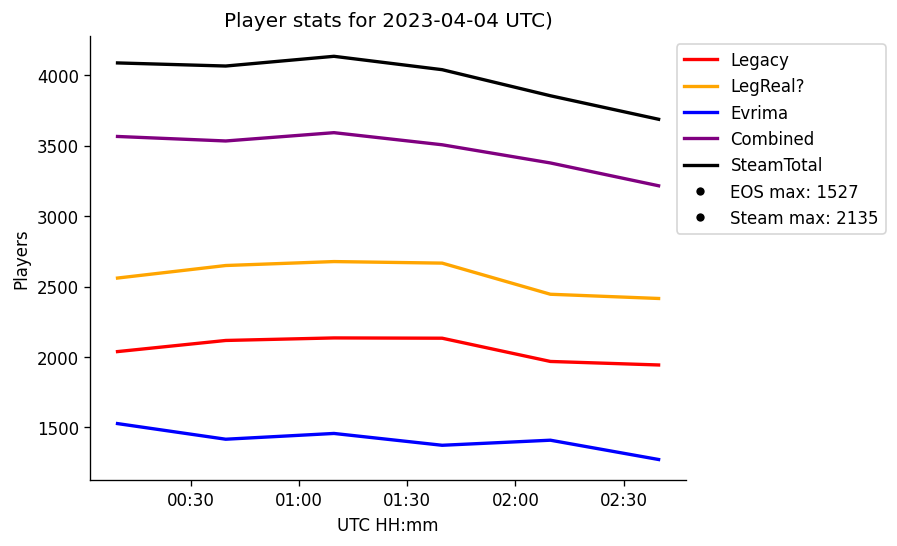 Player stats for 2023-04-04 UTC)
Legacy
LegReal?
Evrima
Combined
SteamTotal
EOS max: 1527
Steam max: 2135
Players
4000
3500
3000
2500
2000
1500
00:30 01:00 01:30 02:00 02:30
UTC HH:mm